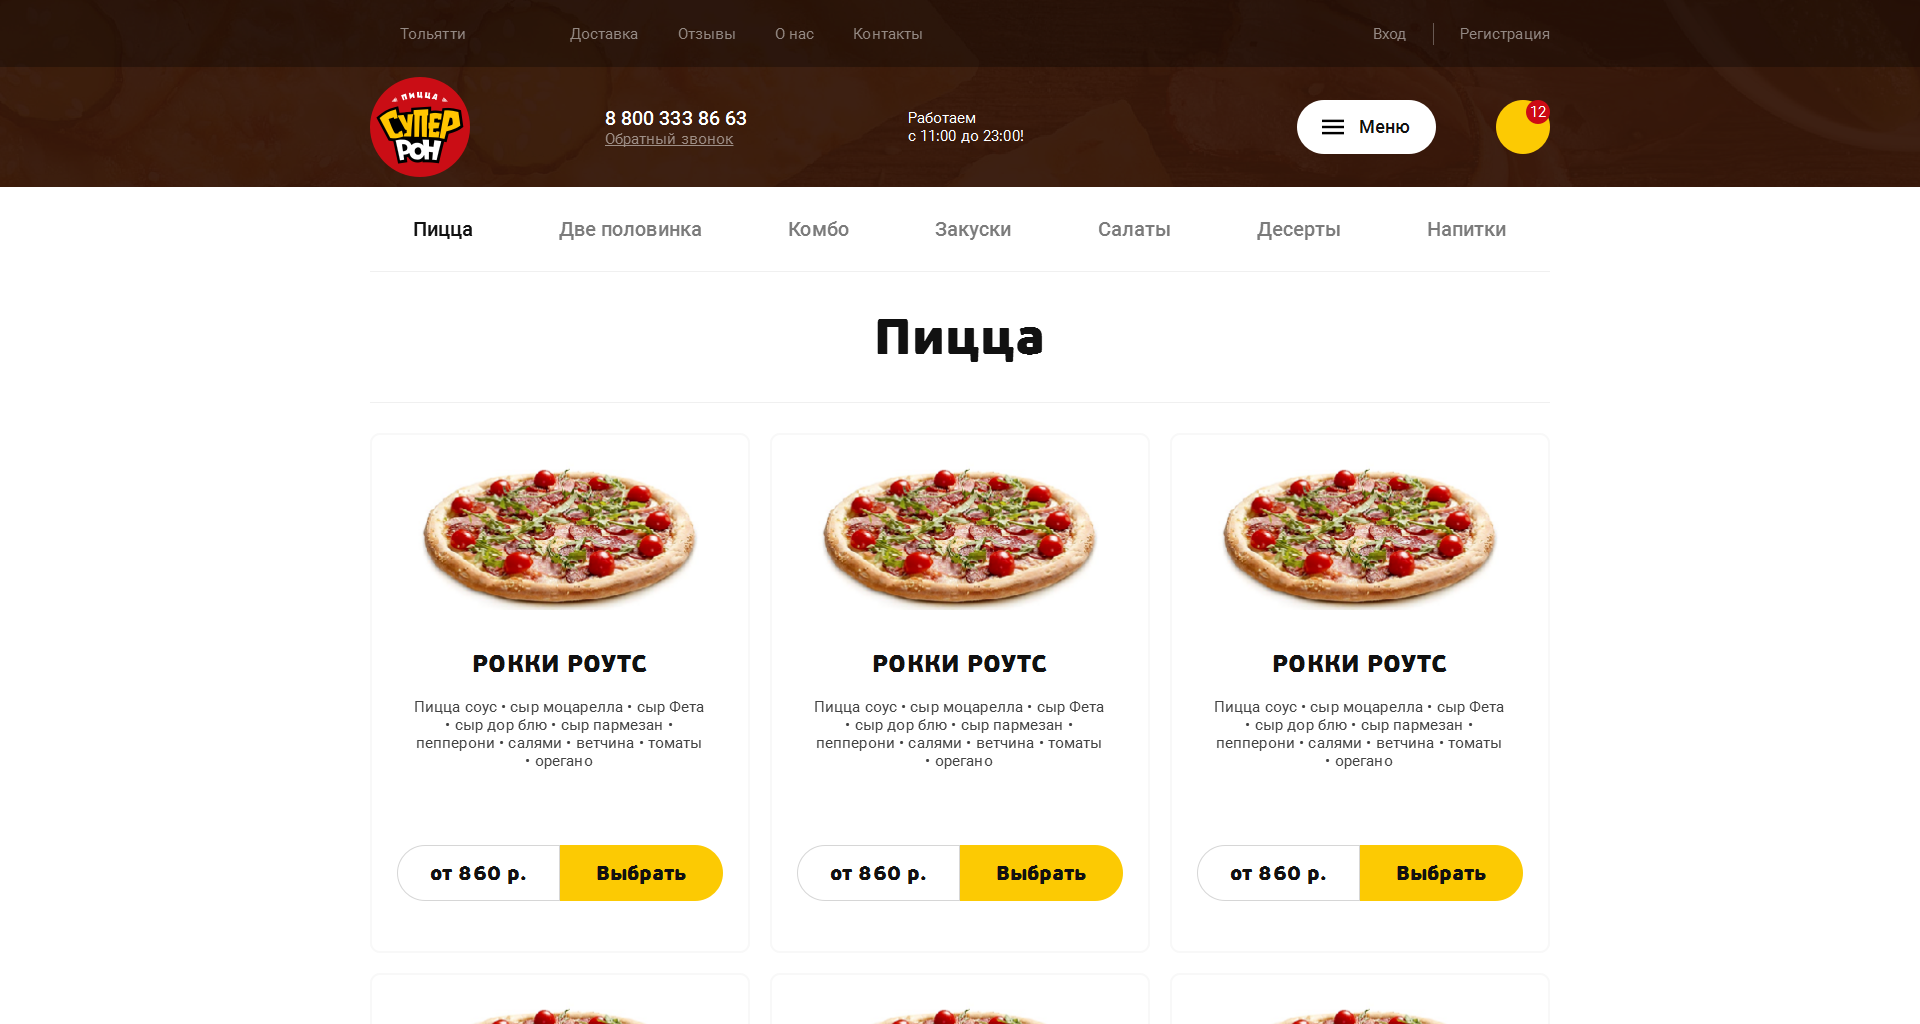 Тольятти Доставка Отзывы О нас Контакты Вход Регистрация
ПИЦЦА
СУПЕР
РОН
8 800 333 86 63
Обратный звонок
Работаем
с 11:00 до 23:00!
Меню
12
Пицца Две половинка Комбо Закуски Салаты Десерты Напитки
Пицца
РОККИ РОУТС
Пицца соус • сыр моцарелла • сыр Фета
• сыр дор блю • сыр пармезан •
пепперони • салями • ветчина • томаты
• орегано
от 860 р. Выбрать
РОККИ РОУТС
Пицца соус • сыр моцарелла • сыр Фета
• сыр дор блю • сыр пармезан •
пепперони • салями • ветчина • томаты
• орегано
от 860 р. Выбрать
РОККИ РОУТС
Пицца соус • сыр моцарелла • сыр Фета
• сыр дор блю • сыр пармезан •
пепперони • салями • ветчина • томаты
• орегано
от 860 р. Выбрать